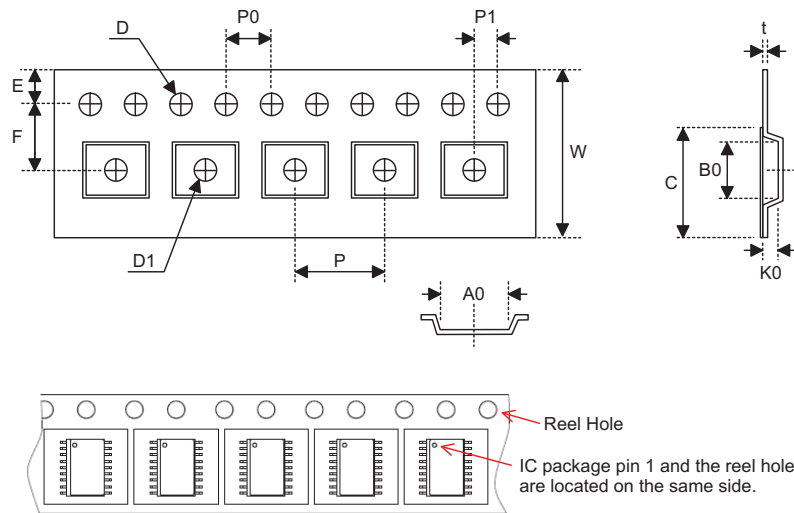 D
P0
P1
t
E
F
W
C
B0
D1
P
K0
A0
Reel Hole
IC package pin 1 and the reel hole
are located on the same side.